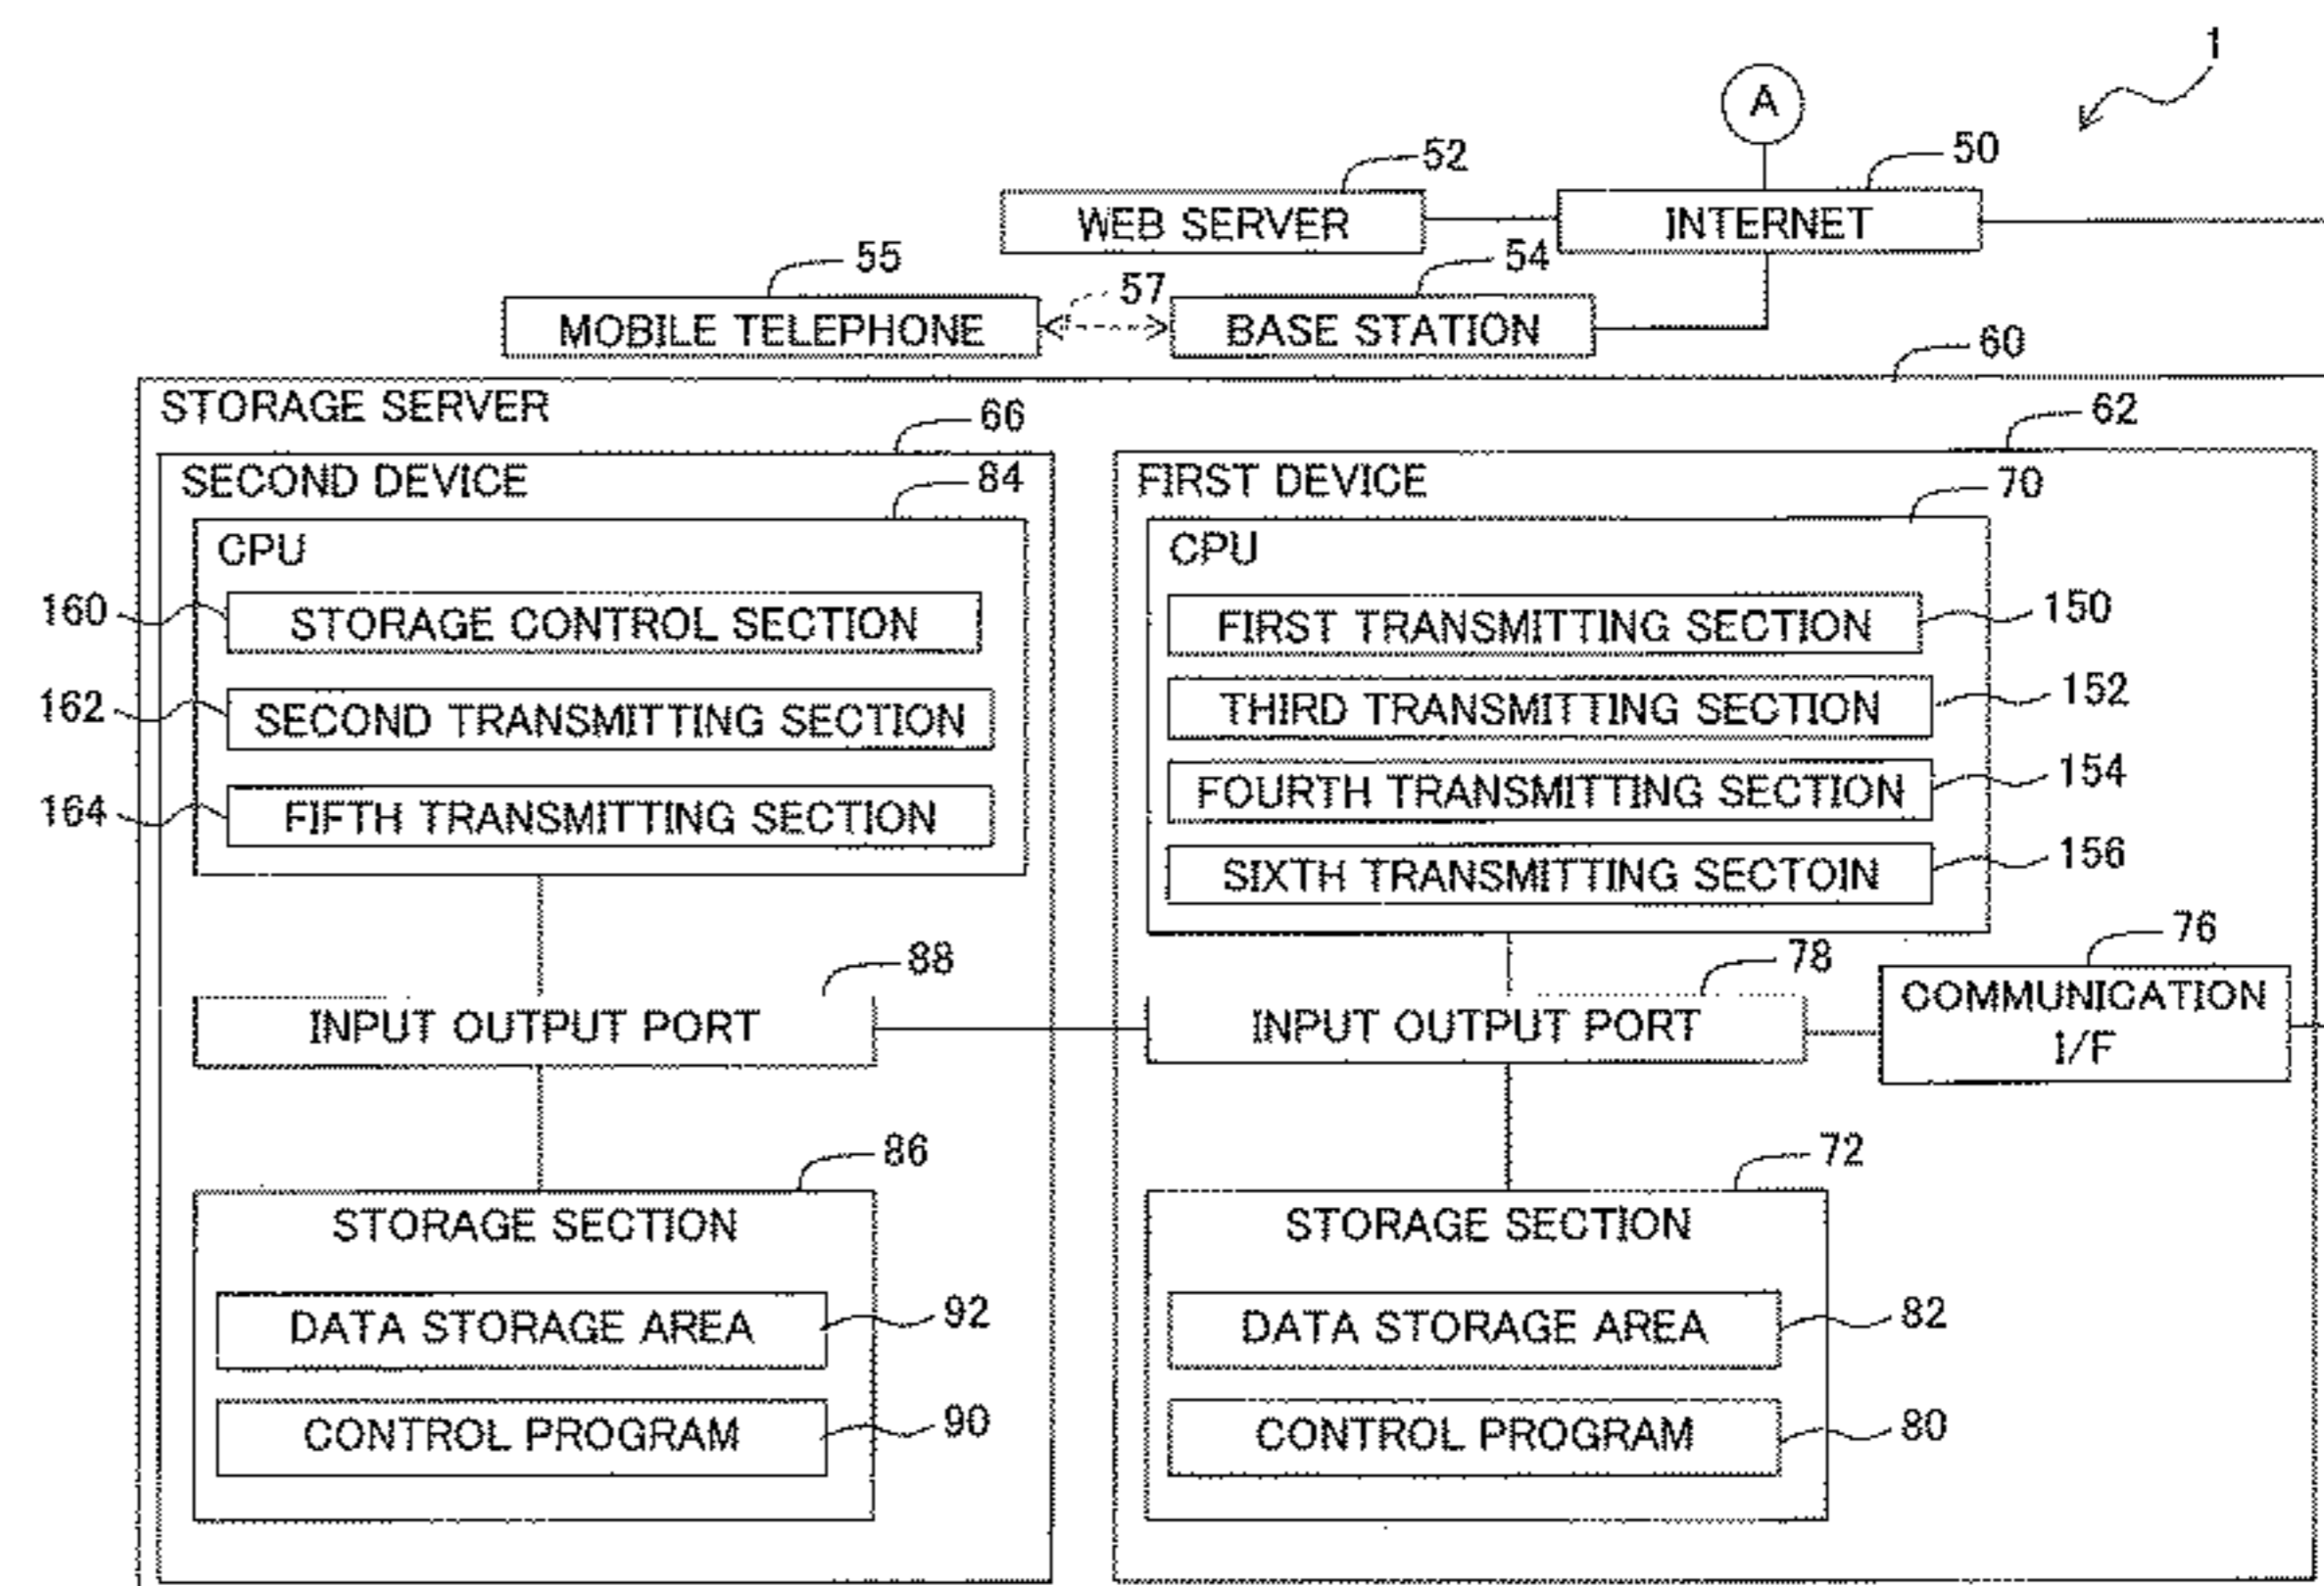 1
A
52
50
WEB SERVER
INTERNET
55
57
54
MOBILE TELEPHONE
BASE STATION
60
STORAGE SERVER
66
62
SECOND DEVICE
84
FIRST DEVICE
70
CPU
CPU
160
STORAGE CONTROL SECTION
FIRST TRANSMITTING SECTION
150
162
SECOND TRANSMITTING SECTION
THIRD TRANSMITTING SECTION
152
164
FIFTH TRANSMITTING SECTION
FOURTH TRANSMITTING SECTION
154
SIXTH TRANSMITTING SECTOIN
156
88
78
76
INPUT OUTPUT PORT
INPUT OUTPUT PORT
COMMUNICATION
I/F
86
72
STORAGE SECTION
STORAGE SECTION
DATA STORAGE AREA
92
DATA STORAGE AREA
82
CONTROL PROGRAM
90
CONTROL PROGRAM
80